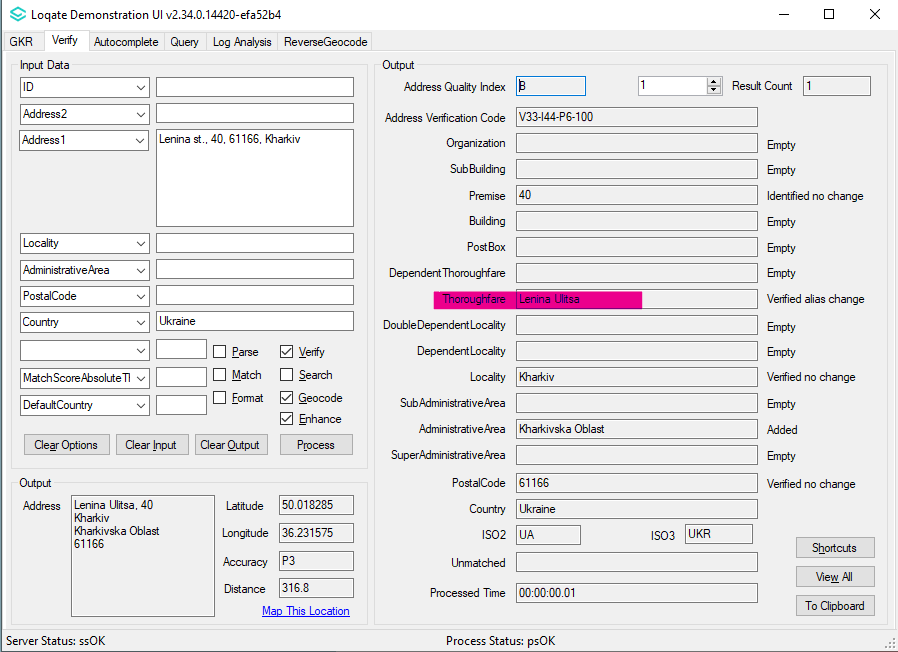 Loqate Demonstration UI v2.34.0.14420-efa52b4
GKR Verify Autocomplete Query Log Analysis ReverseGeocode
Input Data
ID
Address2
Address1 Lenina st., 40, 61166, Kharkiv
Locality
AdministrativeArea
PostalCode
Country Ukraine
Parse Verify
MatchScoreAbsoluteTl Match Search
DefaultCountry Format Geocode
Enhance
Clear Options Clear Input Clear Output Process
Output
Address Lenina Ulitsa, 40
Kharkiv
Kharkivska Oblast
61166
Latitude 50.018285
Longitude 36.231575
Accuracy P3
Distance 316.8
Map This Location
Output
Address Quality Index B 1 Result Count 1
Address Verification Code V33-I44-P6-100
Organization Empty
SubBuilding Empty
Premise 40 Identified no change
Building Empty
PostBox Empty
DependentThoroughfare Empty
Thoroughfare Lenina Ulitsa Verified alias change
DoubleDependentLocality Empty
DependentLocality Empty
Locality Kharkiv Verified no change
SubAdministrativeArea Empty
AdministrativeArea Kharkivska Oblast Added
SuperAdministrativeArea Empty
PostalCode 61166 Verified no change
Country Ukraine
ISO2 UA ISO3 UKR
Unmatched
Processed Time 00:00:00.01
Shortcuts
View All
To Clipboard
Server Status: ssOK Process Status: psOK